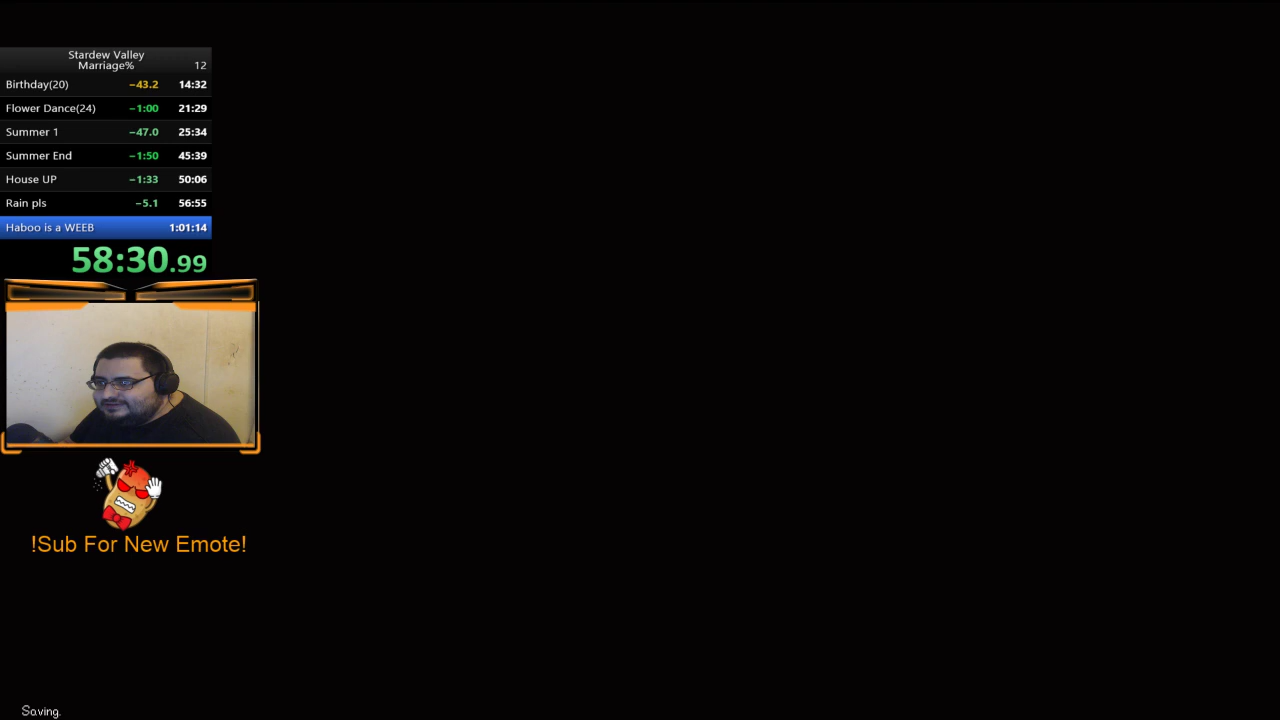 Stardew Valley
Marriage% 12
Birthday(20) −43.2 14:32
Flower Dance(24) −1:00 21:29
Summer 1 −47.0 25:34
Summer End −1:50 45:39
House UP −1:33 50:06
Rain pls −5.1 56:55
Haboo is a WEEB 1:01:14
58:30.99
!Sub For New Emote!
Saving.